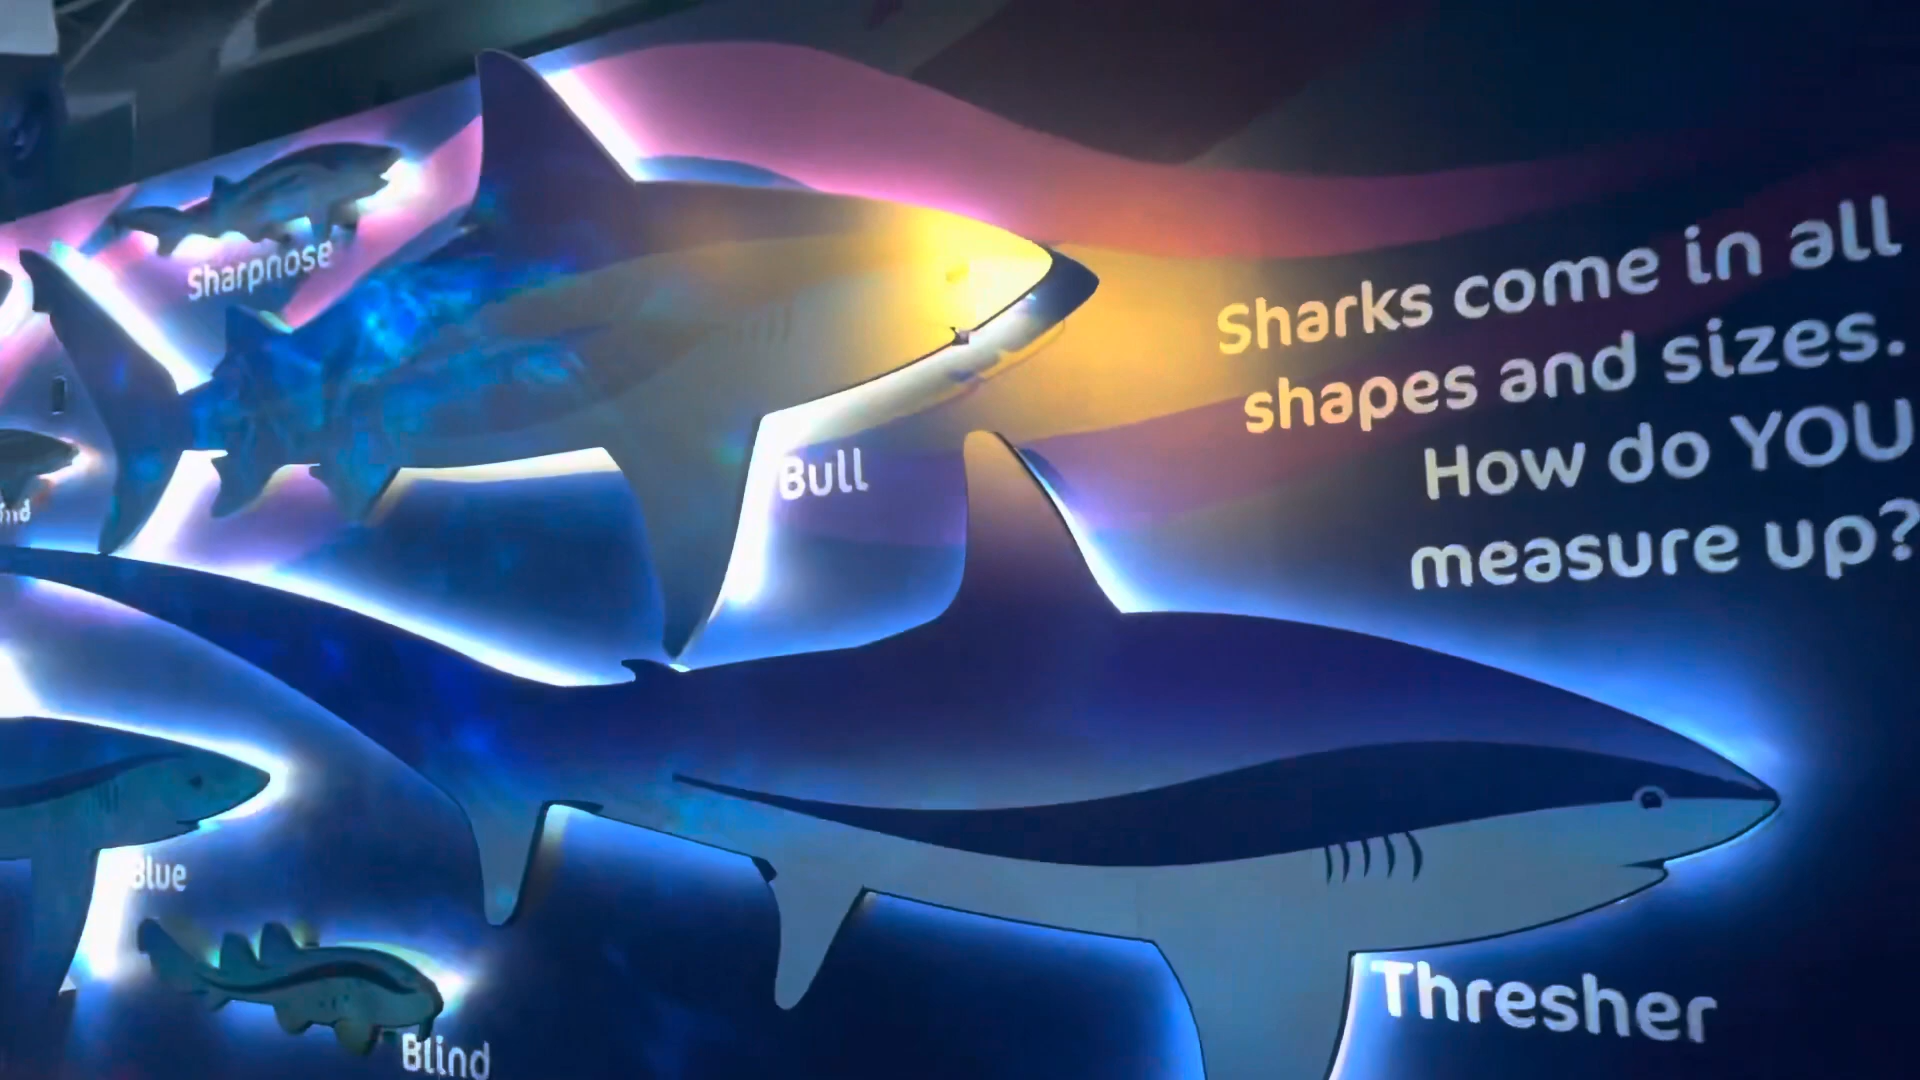 Sharpnose
Bull
Sharks come in all
shapes and sizes.
How do YOU
measure up?
Blue
Blind
Thresher